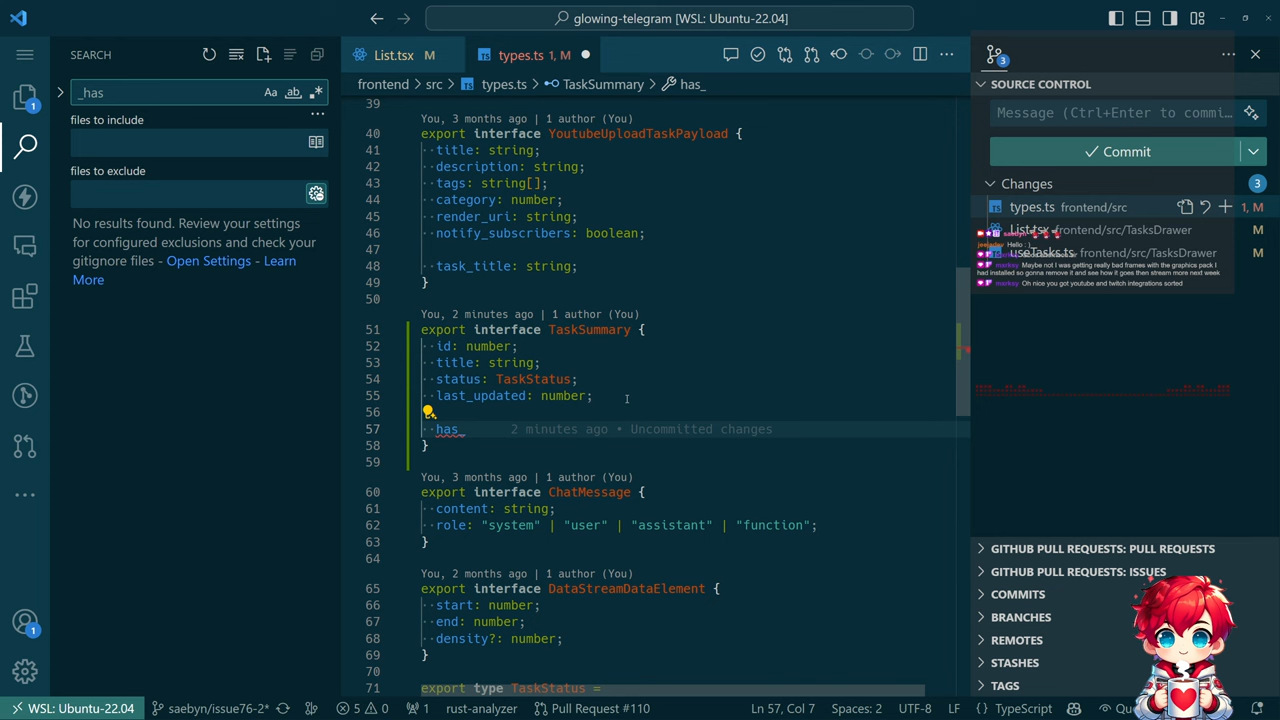 glowing-telegram [WSL: Ubuntu-22.04]
SEARCH
_has
Aa
ab
files to include
files to exclude
No results found. Review your settings
for configured exclusions and check your
gitignore files - Open Settings - Learn
More
List.tsx M
types.ts 1, M
frontend > src > types.ts > TaskSummary > has_
39
You, 3 months ago | 1 author (You)
40 export interface YoutubeUploadTaskPayload {
41 title: string;
42 description: string;
43 tags: string[];
44 category: number;
45 render_uri: string;
46 notify_subscribers: boolean;
47
48 task_title: string;
49 }
50
You, 2 minutes ago | 1 author (You)
51 export interface TaskSummary {
52 id: number;
53 title: string;
54 status: TaskStatus;
55 last_updated: number;
56
57 has_ 2 minutes ago • Uncommitted changes
58 }
59
You, 3 months ago | 1 author (You)
60 export interface ChatMessage {
61 content: string;
62 role: "system" | "user" | "assistant" | "function";
63 }
64
You, 2 months ago | 1 author (You)
65 export interface DataStreamDataElement {
66 start: number;
67 end: number;
68 density?: number;
69 }
70
71 export type TaskStatus =
3
SOURCE CONTROL
Message (Ctrl+Enter to commi…
Commit
Changes 3
types.ts frontend/src 1, M
List.tsx frontend/src/TasksDrawer M
saebyn
jeeladev Hello : )
useTasks.ts frontend/src/TasksDrawer M
Maybe not I was getting really bad frames with the graphics pack I
had installed so gonna remove it and see how it goes then stream more next week
Oh nice you got youtube and twitch integrations sorted
GITHUB PULL REQUESTS: PULL REQUESTS
GITHUB PULL REQUESTS: ISSUES
COMMITS
BRANCHES
REMOTES
STASHES
TAGS
1
1
WSL: Ubuntu-22.04
saebyn/issue76-2*
5
0
1
rust-analyzer
Pull Request #110
Ln 57, Col 7
Spaces: 2
UTF-8
LF
TypeScript